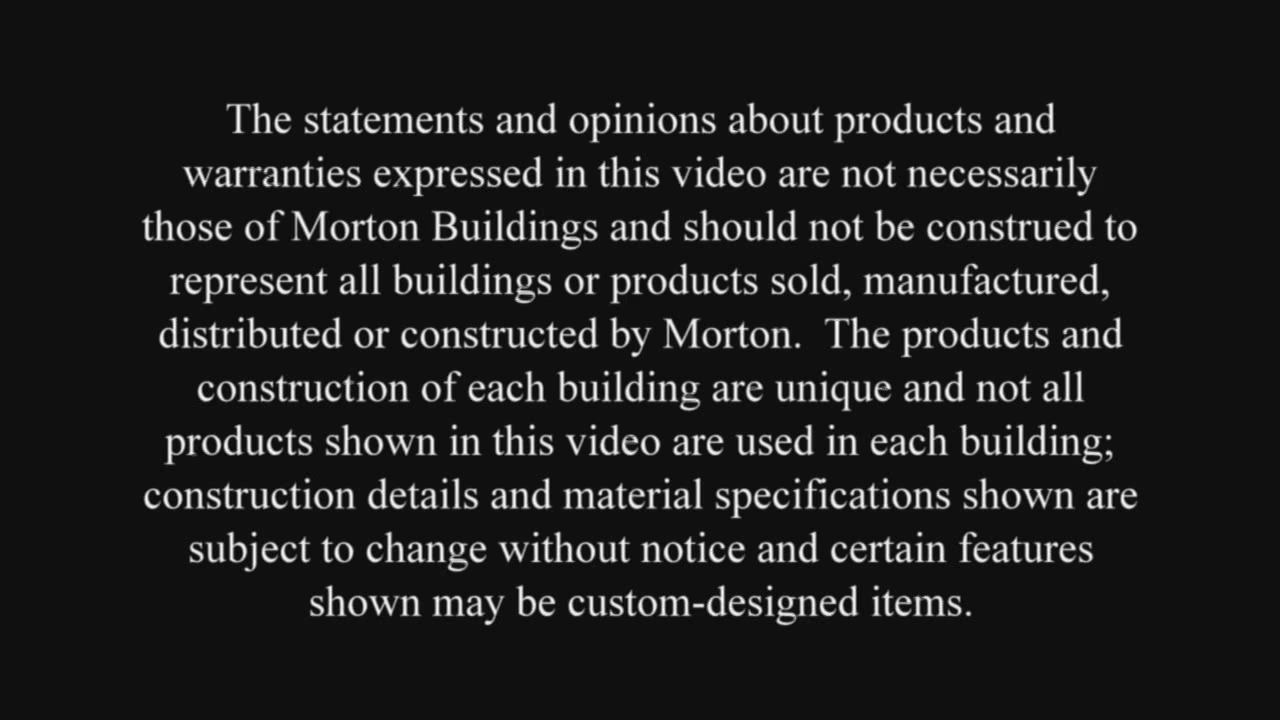 The statements and opinions about products and
warranties expressed in this video are not necessarily
those of Morton Buildings and should not be construed to
represent all buildings or products sold, manufactured,
distributed or constructed by Morton.  The products and
construction of each building are unique and not all
products shown in this video are used in each building;
construction details and material specifications shown are
subject to change without notice and certain features
shown may be custom-designed items.